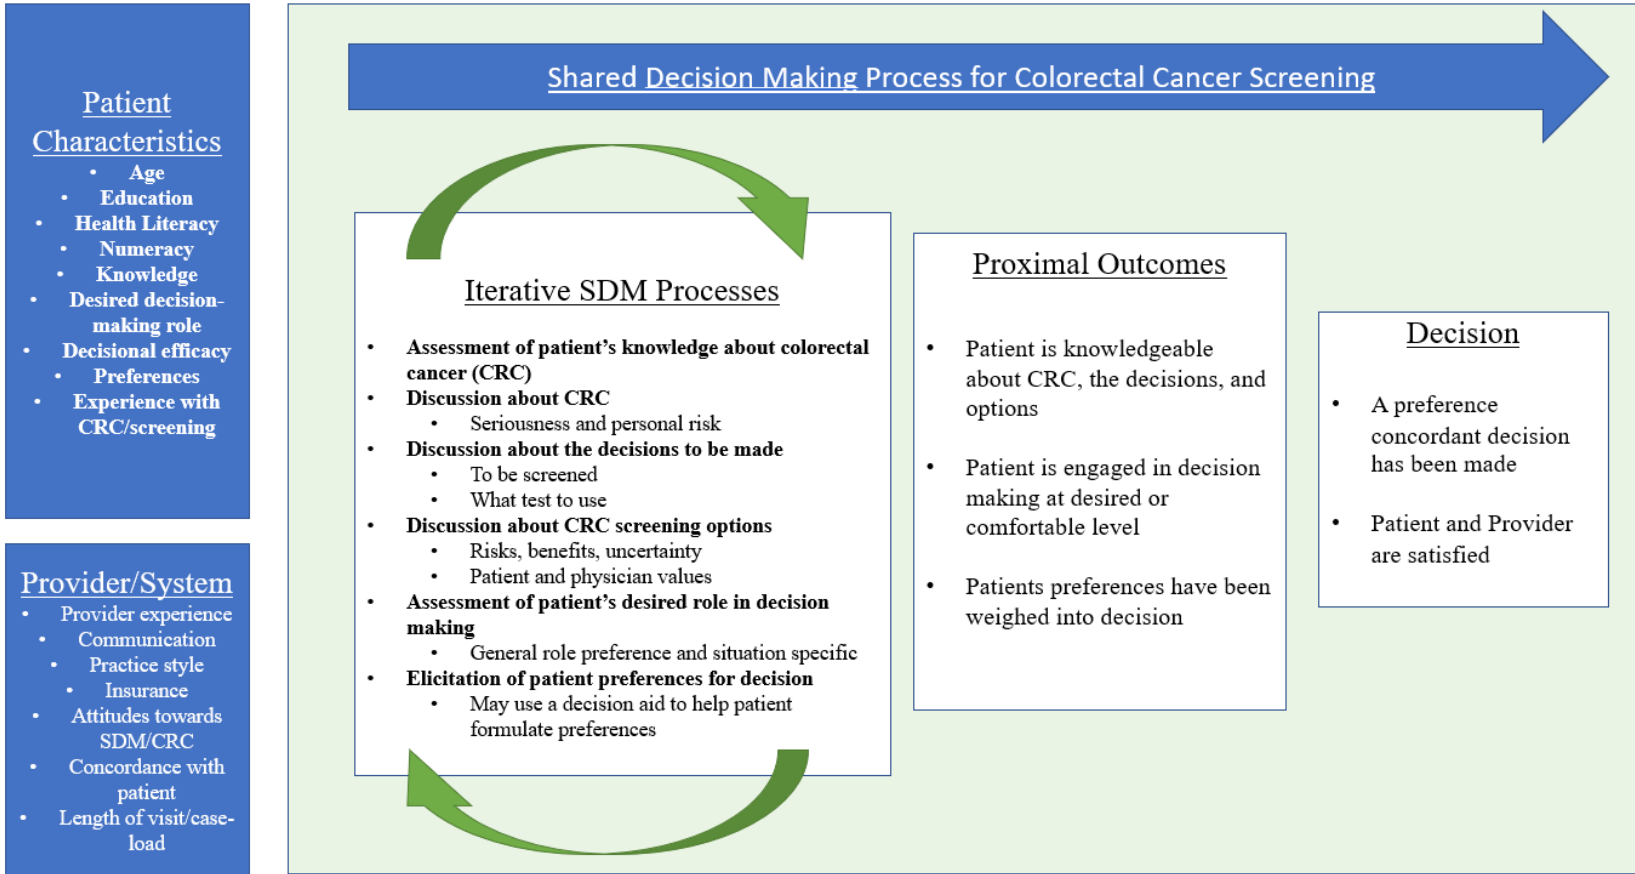 Patient
Characteristics
• Age
• Education
• Health Literacy
• Numeracy
• Knowledge
• Desired decision-
making role
• Decisional efficacy
• Preferences
• Experience with
CRC/screening
Provider/System
• Provider experience
• Communication
• Practice style
• Insurance
• Attitudes towards
SDM/CRC
• Concordance with
patient
• Length of visit/case-
load
Shared Decision Making Process for Colorectal Cancer Screening
Iterative SDM Processes
• Assessment of patient’s knowledge about colorectal
cancer (CRC)
• Discussion about CRC
• Seriousness and personal risk
• Discussion about the decisions to be made
• To be screened
• What test to use
• Discussion about CRC screening options
• Risks, benefits, uncertainty
• Patient and physician values
• Assessment of patient’s desired role in decision
making
• General role preference and situation specific
• Elicitation of patient preferences for decision
• May use a decision aid to help patient
formulate preferences
Proximal Outcomes
• Patient is knowledgeable
about CRC, the decisions, and
options
• Patient is engaged in decision
making at desired or
comfortable level
• Patients preferences have been
weighed into decision
Decision
• A preference
concordant decision
has been made
• Patient and Provider
are satisfied